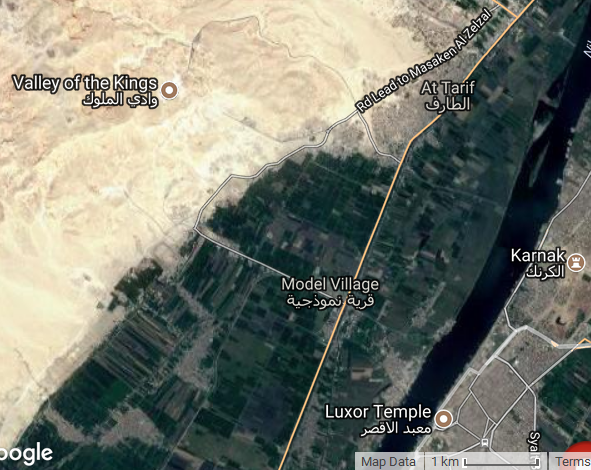 Valley of the Kings
وادي الملوك
Rd Lead to Masaken Al-Zelzal
At Tarif
الطارف
Karnak
الكرنك
Model Village
قرية نموذجية
Luxor Temple
معبد الأقصر
oogle
Map Data
1 km
Terms